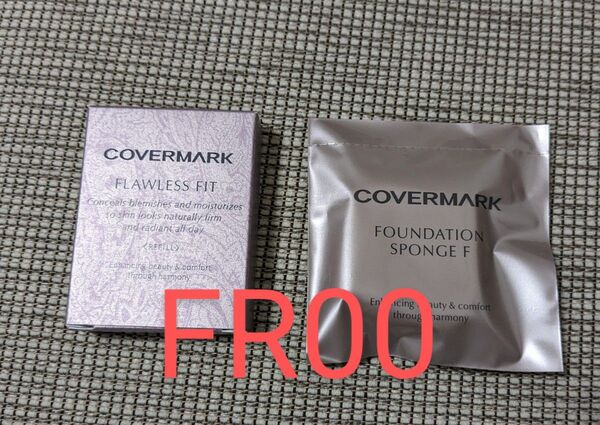 COVERMARK
FLAWLESS FIT
Conceals blemishes and moisturizes
so skin looks naturally firm
and radiant all day
<REFILL>
Enhancing beauty & comfort
through harmony
COVERMARK
FOUNDATION
SPONGE F
Enhancing beauty & comfort
through harmony
FR00